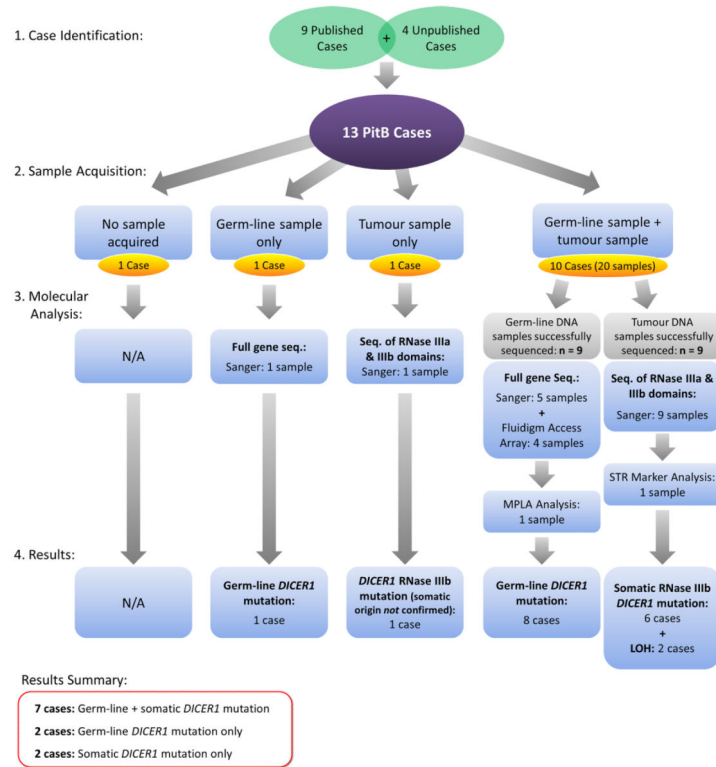 1. Case Identification:
9 Published
Cases
+
4 Unpublished
Cases
13 PitB Cases
2. Sample Acquisition:
No sample
acquired
1 Case
Germ-line sample
only
1 Case
Tumour sample
only
1 Case
Germ-line sample +
tumour sample
10 Cases (20 samples)
3. Molecular
Analysis:
N/A
Full gene seq.:
Sanger: 1 sample
Seq. of RNase IIIa
& IIIb domains:
Sanger: 1 sample
Germ-line DNA
samples successfully
sequenced: n = 9
Full gene Seq.:
Sanger: 5 samples
+
Fluidigm Access
Array: 4 samples
MPLA Analysis:
1 sample
Tumour DNA
samples successfully
sequenced: n = 9
Seq. of RNase IIIa &
IIIb domains:
Sanger: 9 samples
STR Marker Analysis:
1 sample
4. Results:
N/A
Germ-line DICER1
mutation:
1 case
DICER1 RNase IIIb
mutation (somatic
origin not confirmed):
1 case
Germ-line DICER1
mutation:
8 cases
Somatic RNase IIIb
DICER1 mutation:
6 cases
+
LOH: 2 cases
Results Summary:
7 cases: Germ-line + somatic DICER1 mutation
2 cases: Germ-line DICER1 mutation only
2 cases: Somatic DICER1 mutation only